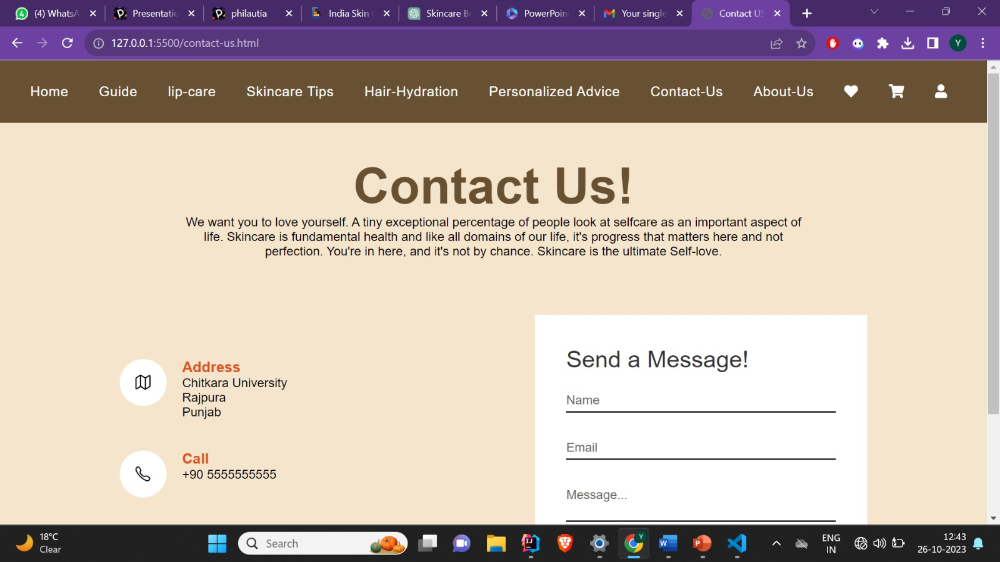 (4) WhatsA
Presentatio
philautia
India Skin
Skincare B
PowerPoin
Your single
Contact US
127.0.0.1:5500/contact-us.html
Y
Home
Guide
lip-care
Skincare Tips
Hair-Hydration
Personalized Advice
Contact-Us
About-Us
Contact Us!
We want you to love yourself. A tiny exceptional percentage of people look at selfcare as an important aspect of
life. Skincare is fundamental health and like all domains of our life, it's progress that matters here and not
perfection. You're in here, and it's not by chance. Skincare is the ultimate Self-love.
Address
Chitkara University
Rajpura
Punjab
Call
+90 5555555555
Send a Message!
Name
Email
Message...
18°C
Clear
Search
ENG
IN
12:43
26-10-2023